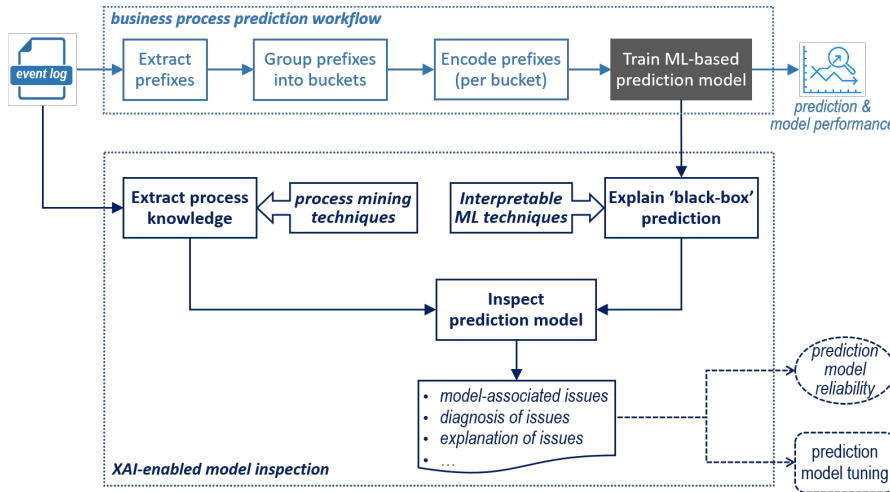 business process prediction workflow
event log
Extract
prefixes
Group prefixes
into buckets
Encode prefixes
(per bucket)
Train ML-based
prediction model
prediction &
model performance
Extract process
knowledge
process mining
techniques
Interpretable
ML techniques
Explain ‘black-box’
prediction
Inspect
prediction model
• model-associated issues
• diagnosis of issues
• explanation of issues
• ...
prediction
model
reliability
prediction
model tuning
XAI-enabled model inspection